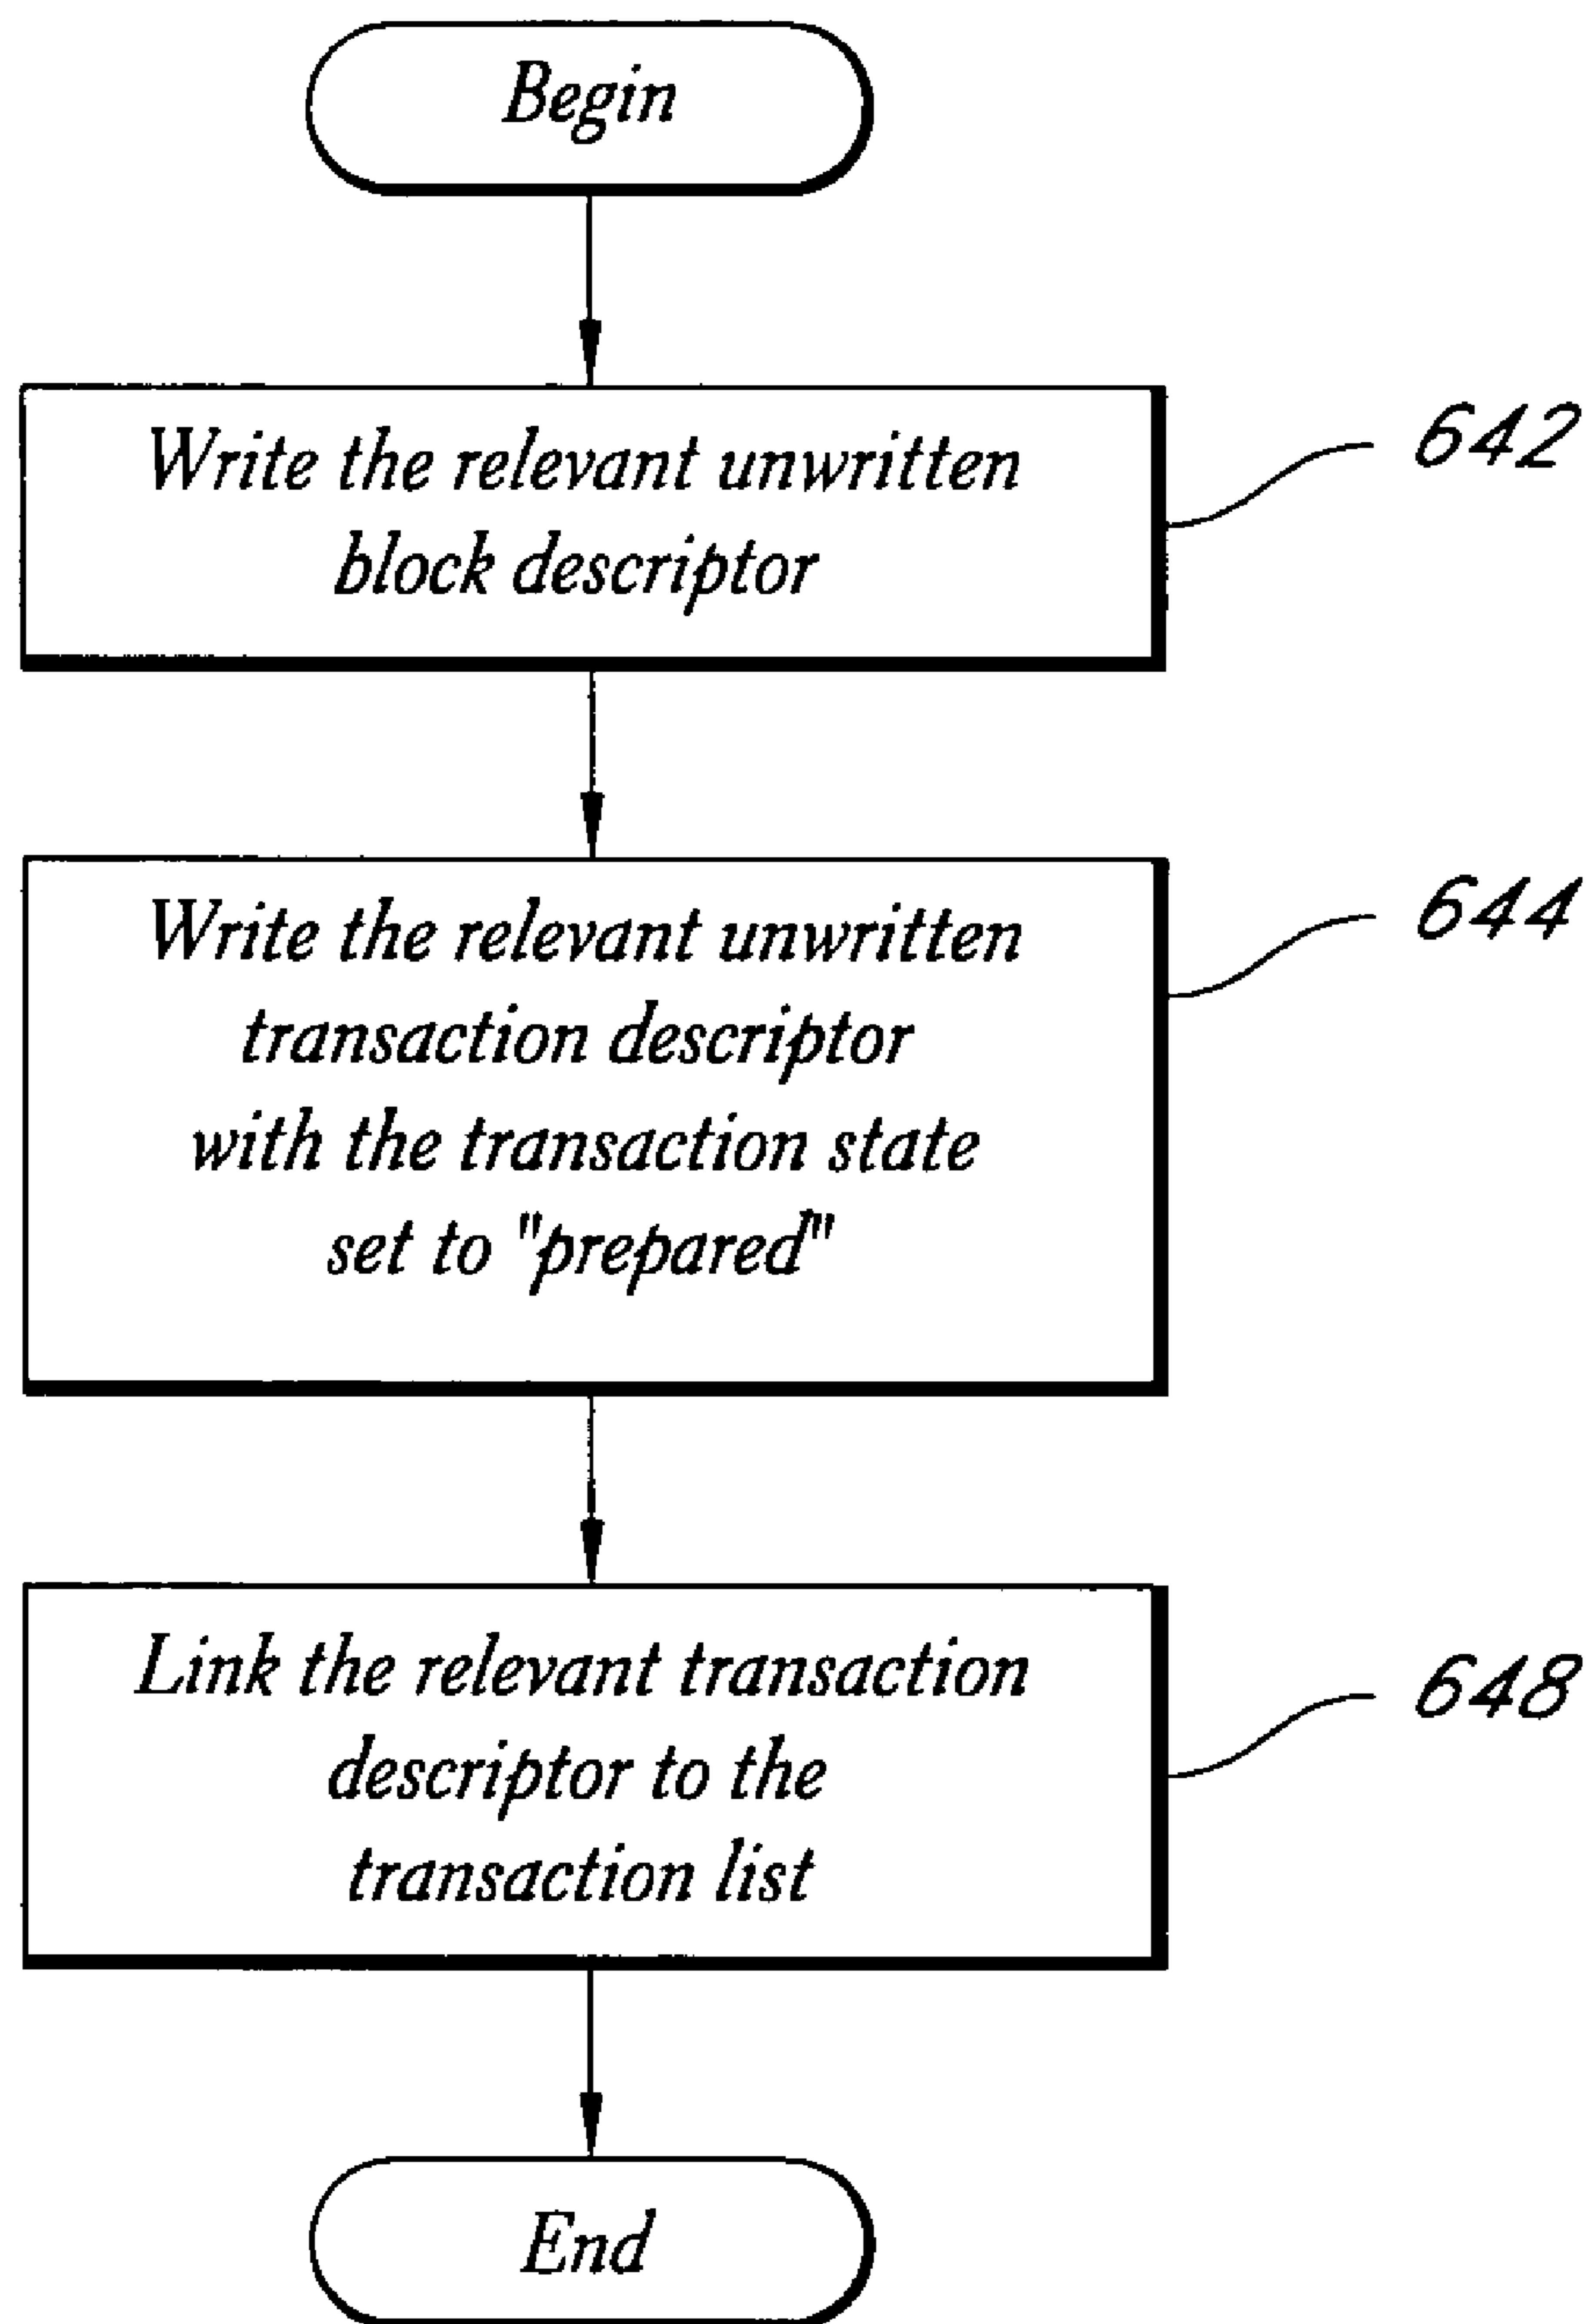 Begin
Write the relevant unwritten
block descriptor
642
Write the relevant unwritten
transaction descriptor
with the transaction state
set to "prepared"
644
Link the relevant transaction
descriptor to the
transaction list
648
End